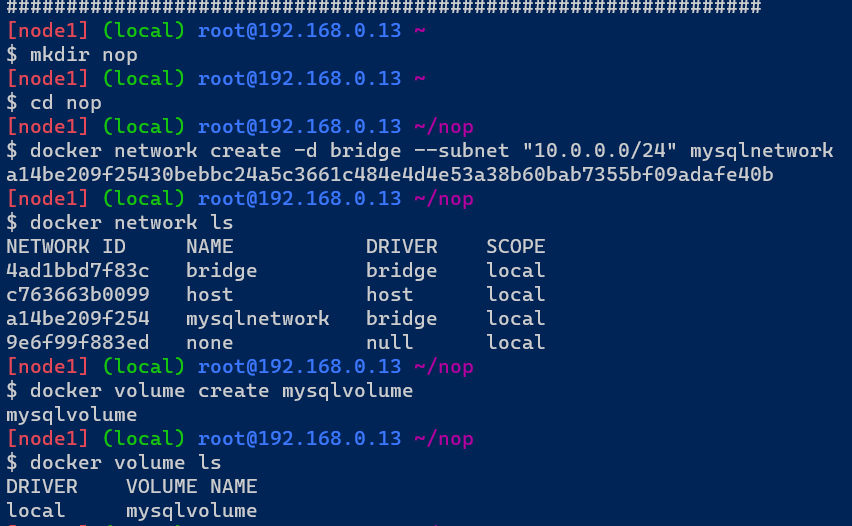 ###############################################################
[node1] (local) root@192.168.0.13 ~
$ mkdir nop
[node1] (local) root@192.168.0.13 ~
$ cd nop
[node1] (local) root@192.168.0.13 ~/nop
$ docker network create -d bridge --subnet "10.0.0.0/24" mysqlnetwork
a14be209f25430bebbc24a5c3661c484e4d4e53a38b60bab7355bf09adafe40b
[node1] (local) root@192.168.0.13 ~/nop
$ docker network ls
NETWORK ID     NAME           DRIVER    SCOPE
4ad1bbd7f83c   bridge         bridge    local
c763663b0099   host           host      local
a14be209f254   mysqlnetwork   bridge    local
9e6f99f883ed   none           null      local
[node1] (local) root@192.168.0.13 ~/nop
$ docker volume create mysqlvolume
mysqlvolume
[node1] (local) root@192.168.0.13 ~/nop
$ docker volume ls
DRIVER    VOLUME NAME
local     mysqlvolume